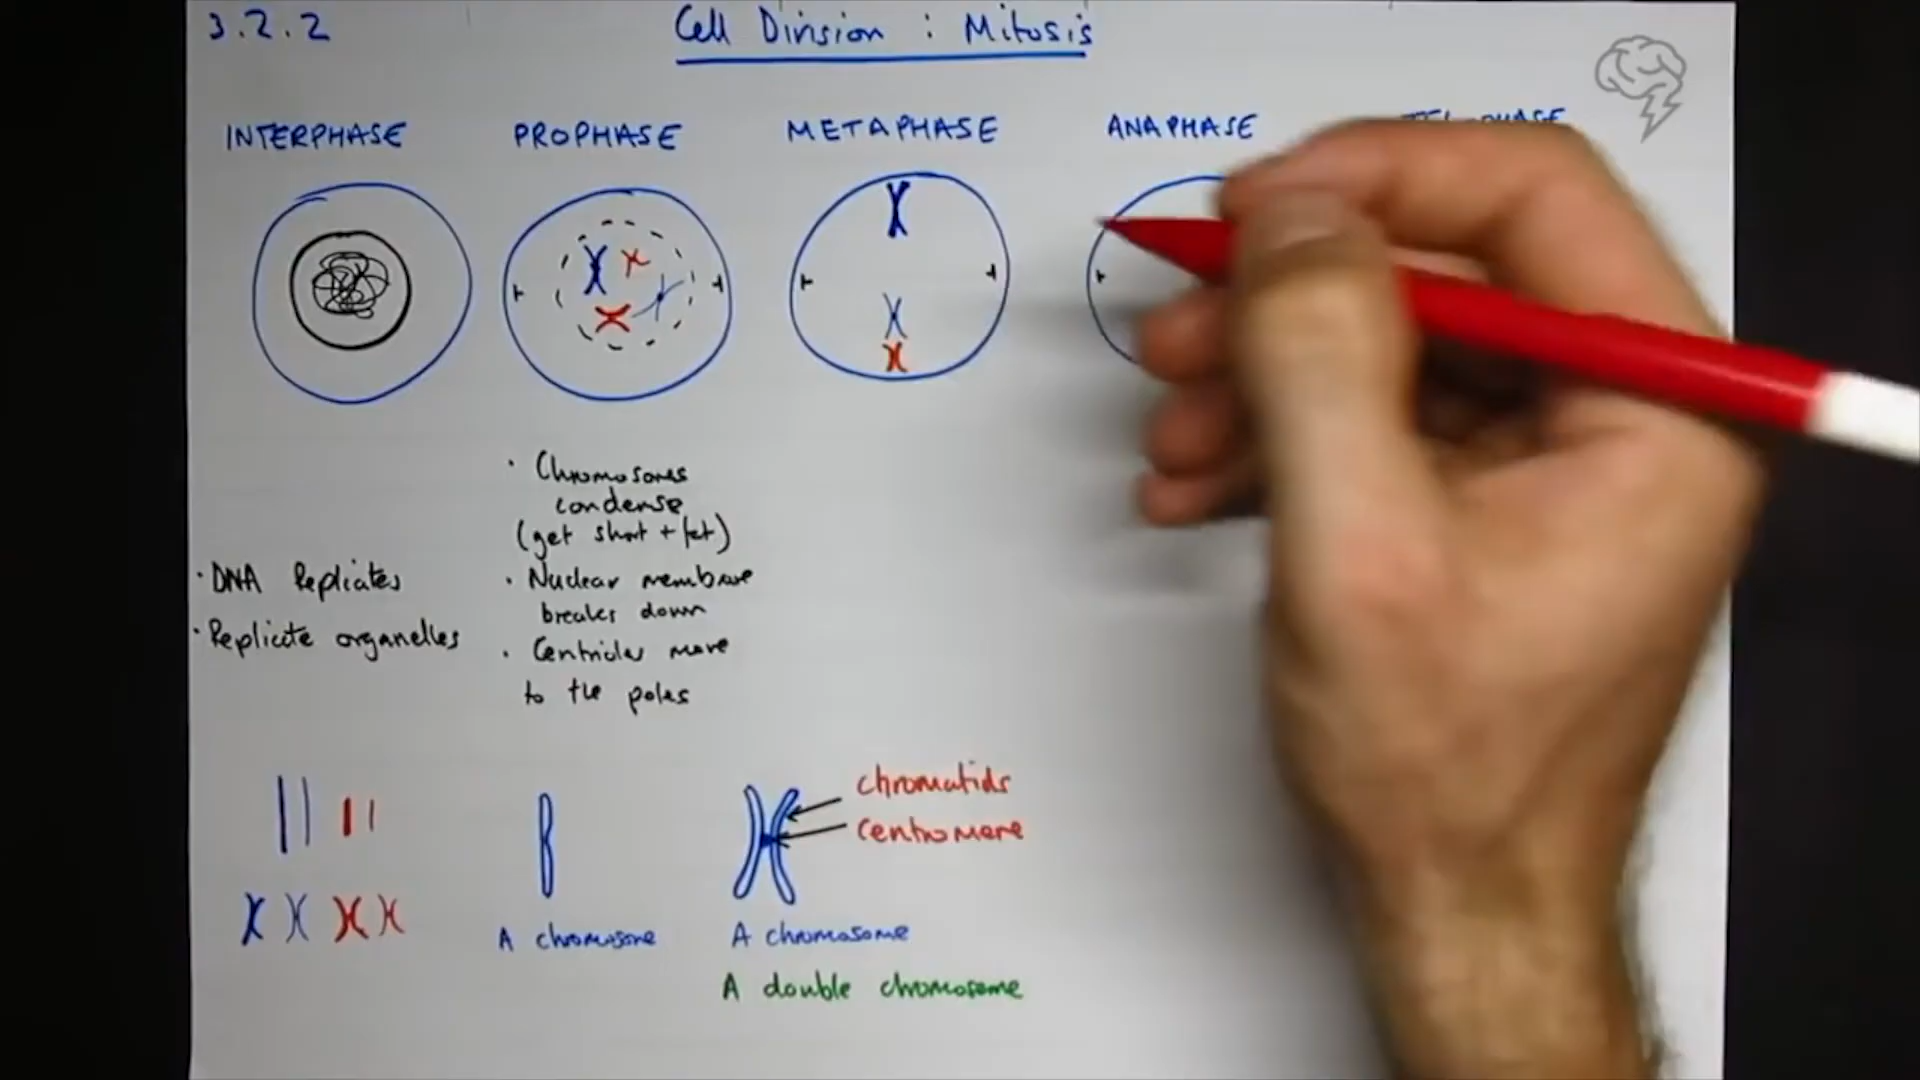 3.2.2
Cell Division : Mitosis
INTERPHASE
PROPHASE
METAPHASE
ANAPHASE
· DNA Replicates
· Replicate organelles
· Chromosomes
condense
(get short + fat)
· Nuclear membrane
breaks down
· Centrioles move
to the poles
chromatids
centromere
A chromosome
A chromosome
A double chromosome